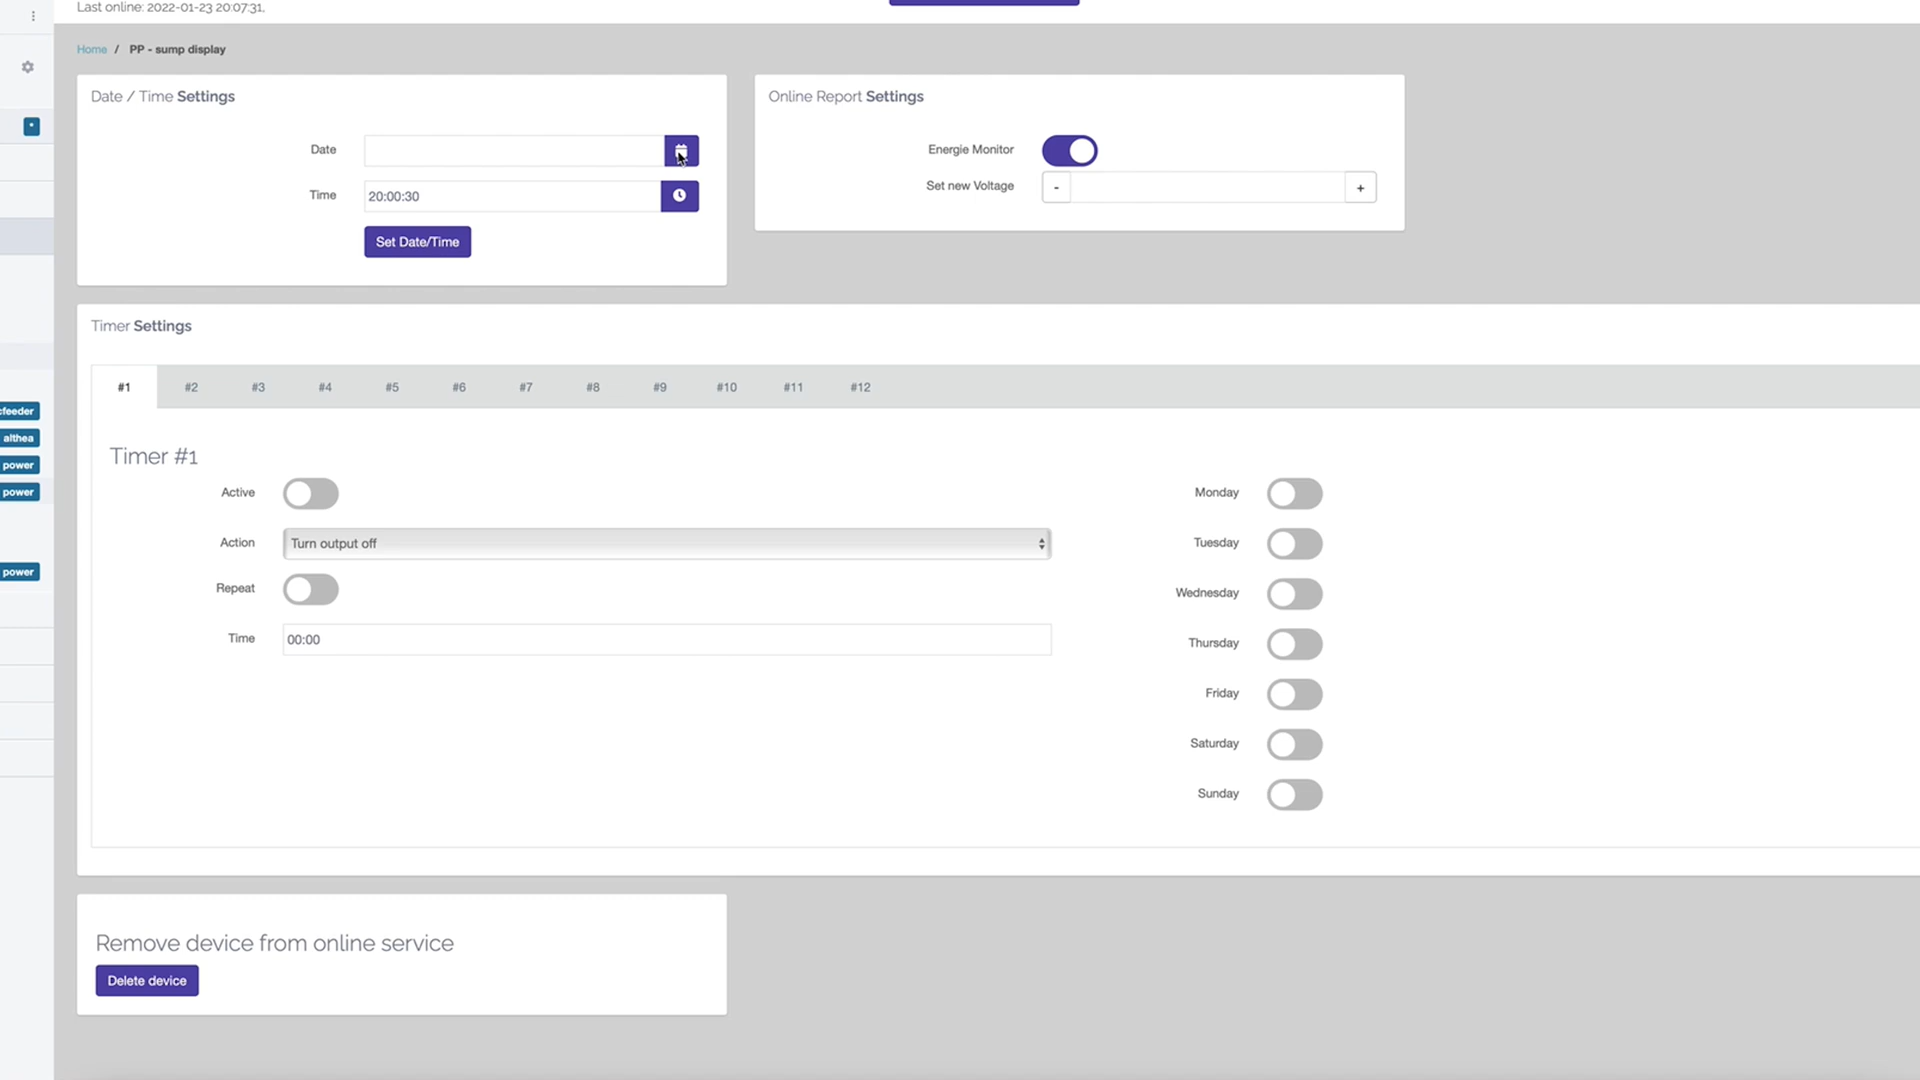 Last online: 2022-01-23 20:07:31,
Home / PP - sump display
Date / Time Settings
Date
Time 20:00:30
Set Date/Time
Online Report Settings
Energie Monitor
Set new Voltage - +
Timer Settings
#1 #2 #3 #4 #5 #6 #7 #8 #9 #10 #11 #12
Timer #1
Active
Action Turn output off
Repeat
Time 00:00
Monday
Tuesday
Wednesday
Thursday
Friday
Saturday
Sunday
cfeeder
althea
power
power
power
Remove device from online service
Delete device